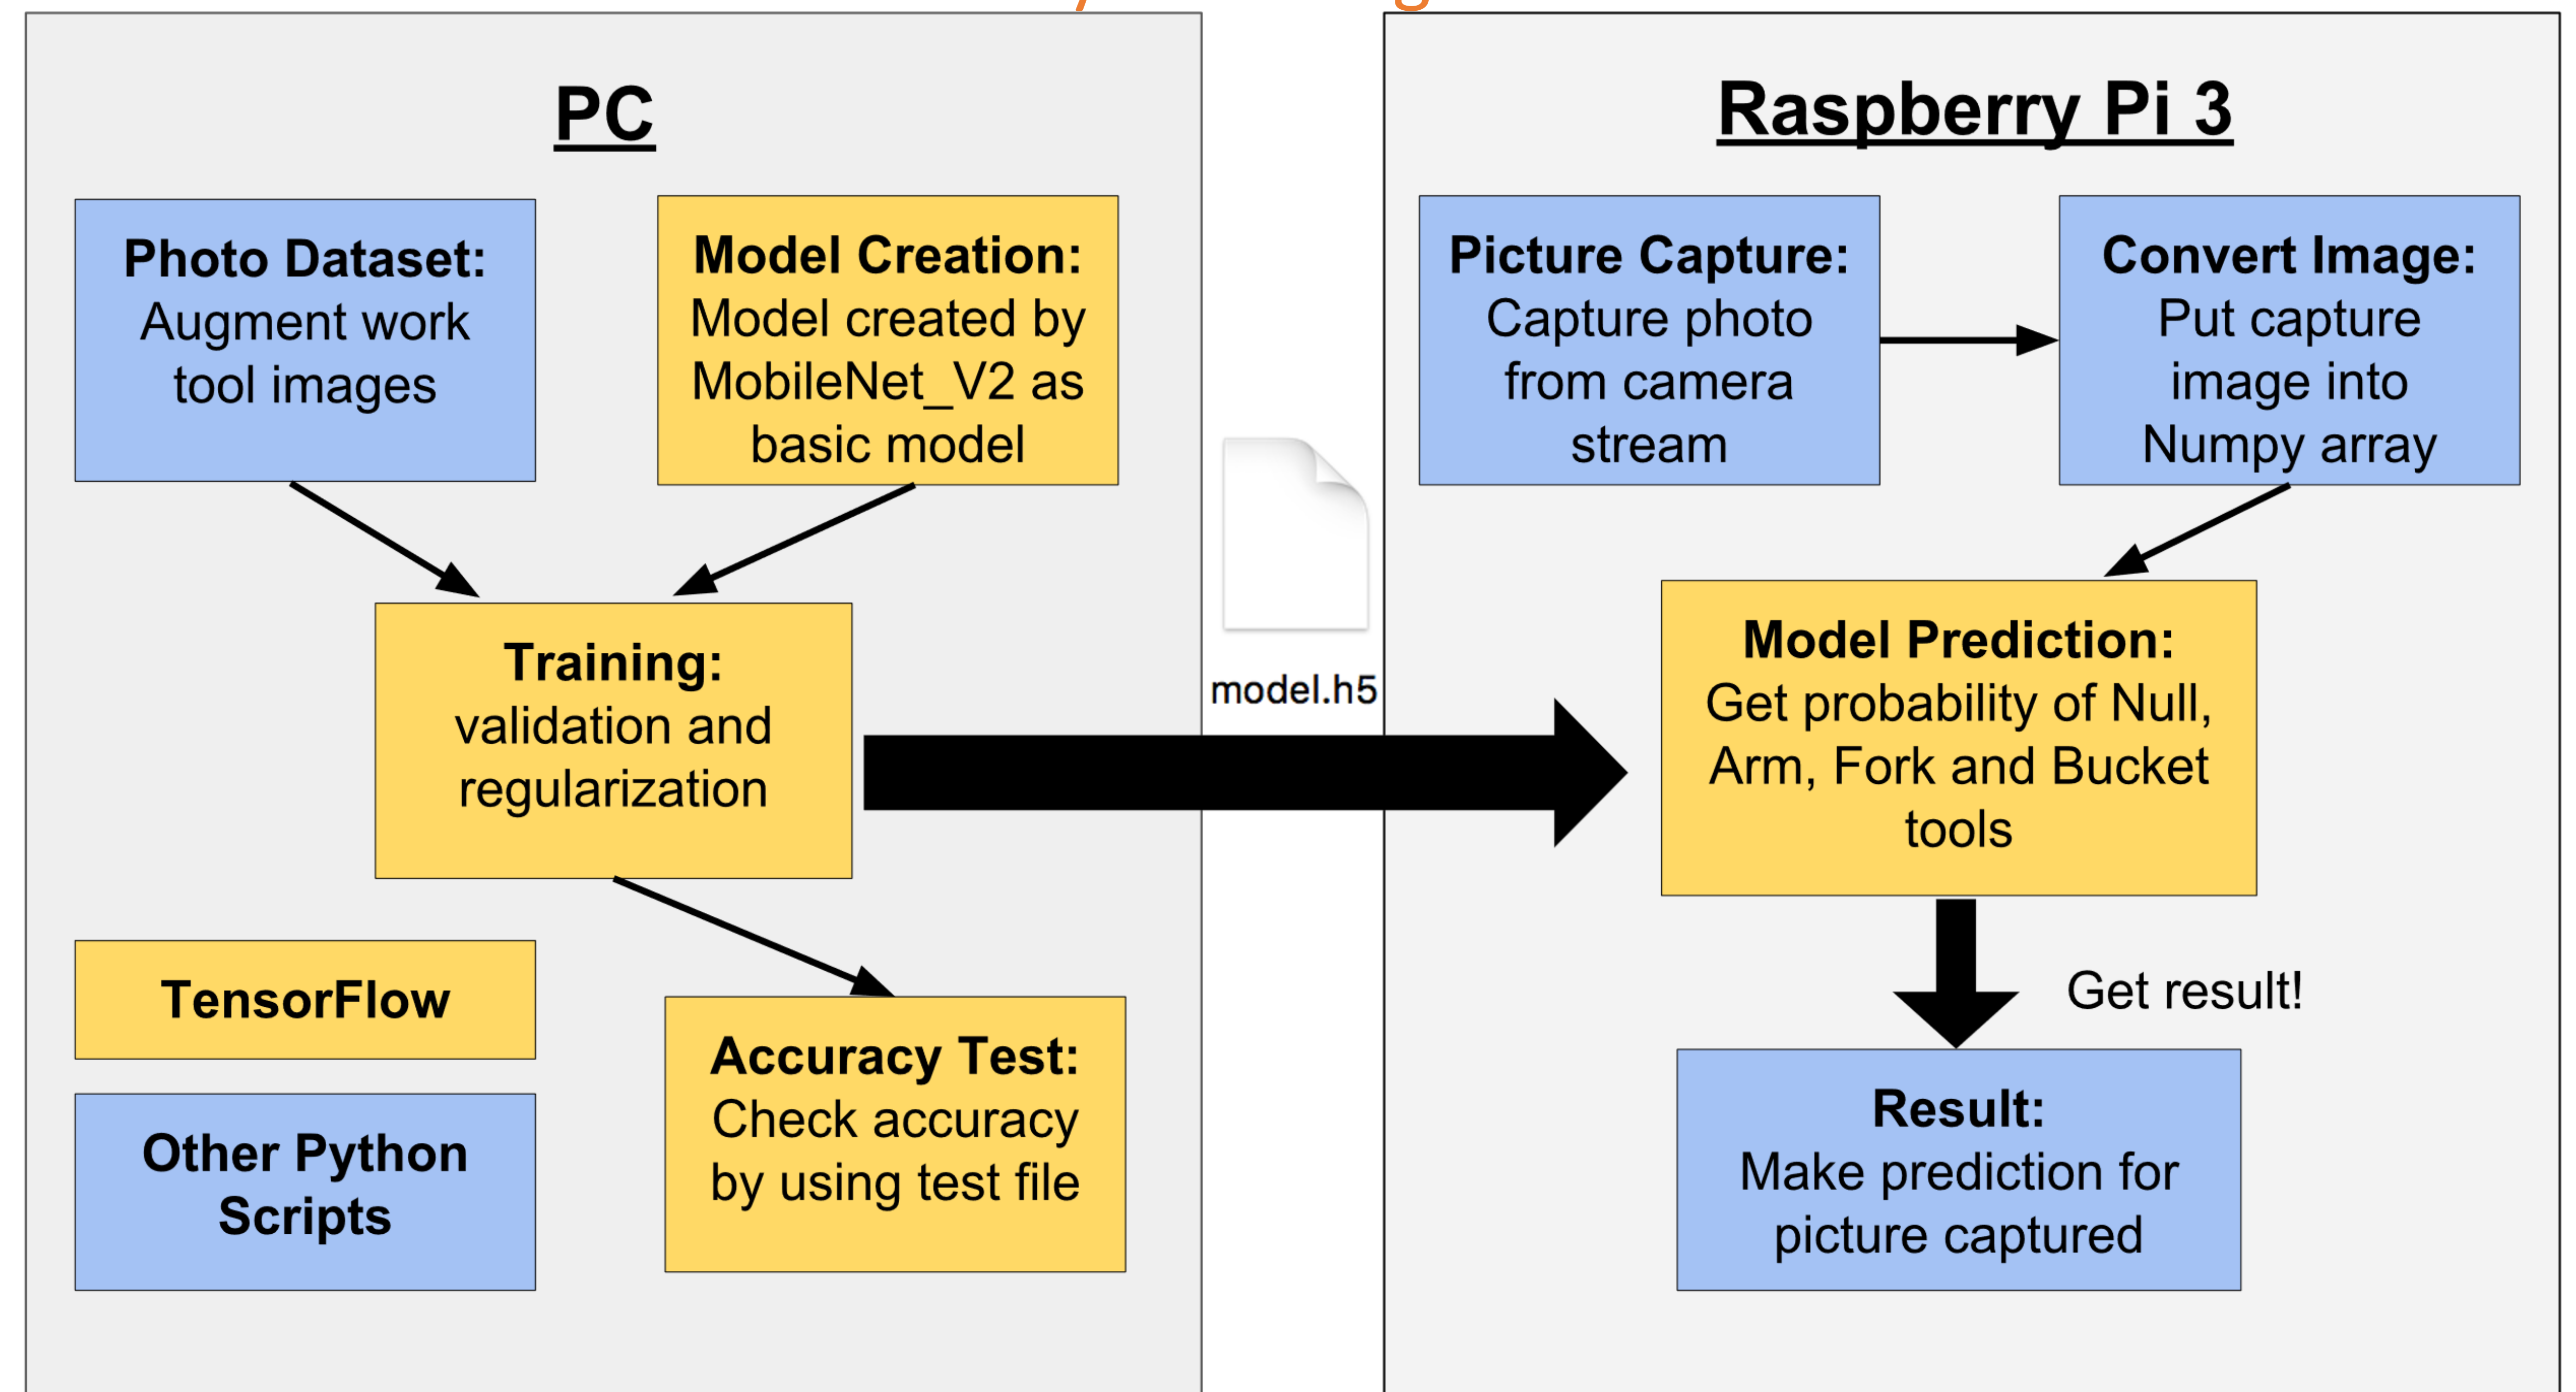 PC
Photo Dataset:
Augment work
tool images
Model Creation:
Model created by
MobileNet_V2 as
basic model
Training:
validation and
regularization
TensorFlow
Other Python
Scripts
Accuracy Test:
Check accuracy
by using test file
model.h5
Raspberry Pi 3
Picture Capture:
Capture photo
from camera
stream
Convert Image:
Put capture
image into
Numpy array
Model Prediction:
Get probability of Null,
Arm, Fork and Bucket
tools
Get result!
Result:
Make prediction for
picture captured